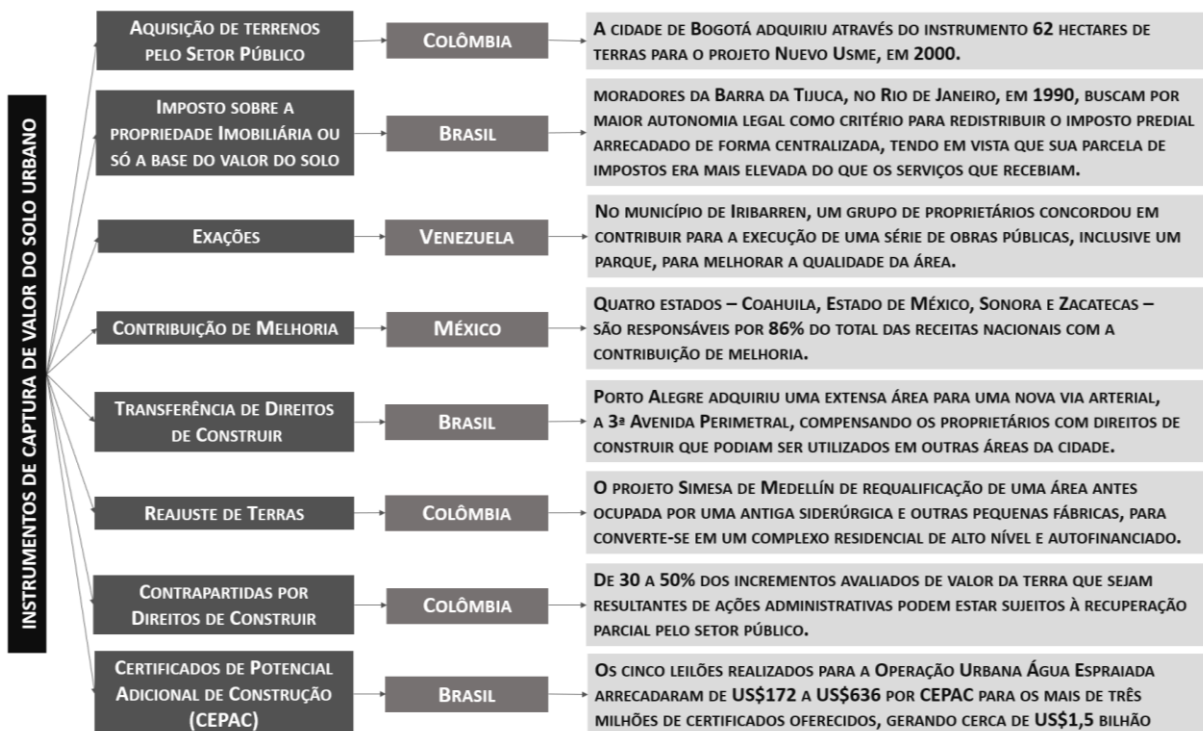 INSTRUMENTOS DE CAPTURA DE VALOR DO SOLO URBANO
AQUISIÇÃO DE TERRENOS
PELO SETOR PÚBLICO
COLÔMBIA
A CIDADE DE BOGOTÁ ADQUIRIU ATRAVÉS DO INSTRUMENTO 62 HECTARES DE
TERRAS PARA O PROJETO NUEVO USME, EM 2000.
IMPOSTO SOBRE A
PROPRIEDADE IMOBILIÁRIA OU
SÓ A BASE DO VALOR DO SOLO
BRASIL
MORADORES DA BARRA DA TIJUCA, NO RIO DE JANEIRO, EM 1990, BUSCAM POR
MAIOR AUTONOMIA LEGAL COMO CRITÉRIO PARA REDISTRIBUIR O IMPOSTO PREDIAL
ARRECADADO DE FORMA CENTRALIZADA, TENDO EM VISTA QUE SUA PARCELA DE
IMPOSTOS ERA MAIS ELEVADA DO QUE OS SERVIÇOS QUE RECEBIAM.
EXAÇÕES
VENEZUELA
NO MUNICÍPIO DE IRIBARREN, UM GRUPO DE PROPRIETÁRIOS CONCORDOU EM
CONTRIBUIR PARA A EXECUÇÃO DE UMA SÉRIE DE OBRAS PÚBLICAS, INCLUSIVE UM
PARQUE, PARA MELHORAR A QUALIDADE DA ÁREA.
CONTRIBUIÇÃO DE MELHORIA
MÉXICO
QUATRO ESTADOS – COAHUILA, ESTADO DE MÉXICO, SONORA E ZACATECAS –
SÃO RESPONSÁVEIS POR 86% DO TOTAL DAS RECEITAS NACIONAIS COM A
CONTRIBUIÇÃO DE MELHORIA.
TRANSFERÊNCIA DE DIREITOS
DE CONSTRUIR
BRASIL
PORTO ALEGRE ADQUIRIU UMA EXTENSA ÁREA PARA UMA NOVA VIA ARTERIAL,
A 3ª AVENIDA PERIMETRAL, COMPENSANDO OS PROPRIETÁRIOS COM DIREITOS DE
CONSTRUIR QUE PODIAM SER UTILIZADOS EM OUTRAS ÁREAS DA CIDADE.
REAJUSTE DE TERRAS
COLÔMBIA
O PROJETO SIMESA DE MEDELLÍN DE REQUALIFICAÇÃO DE UMA ÁREA ANTES
OCUPADA POR UMA ANTIGA SIDERÚRGICA E OUTRAS PEQUENAS FÁBRICAS, PARA
CONVERTE-SE EM UM COMPLEXO RESIDENCIAL DE ALTO NÍVEL E AUTOFINANCIADO.
CONTRAPARTIDAS POR
DIREITOS DE CONSTRUIR
COLÔMBIA
DE 30 A 50% DOS INCREMENTOS AVALIADOS DE VALOR DA TERRA QUE SEJAM
RESULTANTES DE AÇÕES ADMINISTRATIVAS PODEM ESTAR SUJEITOS À RECUPERAÇÃO
PARCIAL PELO SETOR PÚBLICO.
CERTIFICADOS DE POTENCIAL
ADICIONAL DE CONSTRUÇÃO
(CEPAC)
BRASIL
OS CINCO LEILÕES REALIZADOS PARA A OPERAÇÃO URBANA ÁGUA ESPRAIADA
ARRECADARAM DE US$172 A US$636 POR CEPAC PARA OS MAIS DE TRÊS
MILHÕES DE CERTIFICADOS OFERECIDOS, GERANDO CERCA DE US$1,5 BILHÃO